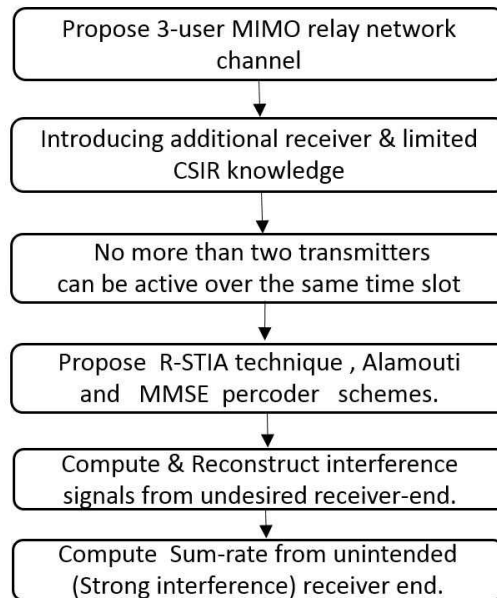 Propose 3-user MIMO relay network
channel
Introducing additional receiver & limited
CSIR knowledge
No more than two transmitters
can be active over the same time slot
Propose R-STIA technique , Alamouti
and MMSE percoder schemes.
Compute & Reconstruct interference
signals from undesired receiver-end.
Compute Sum-rate from unintended
(Strong interference) receiver end.